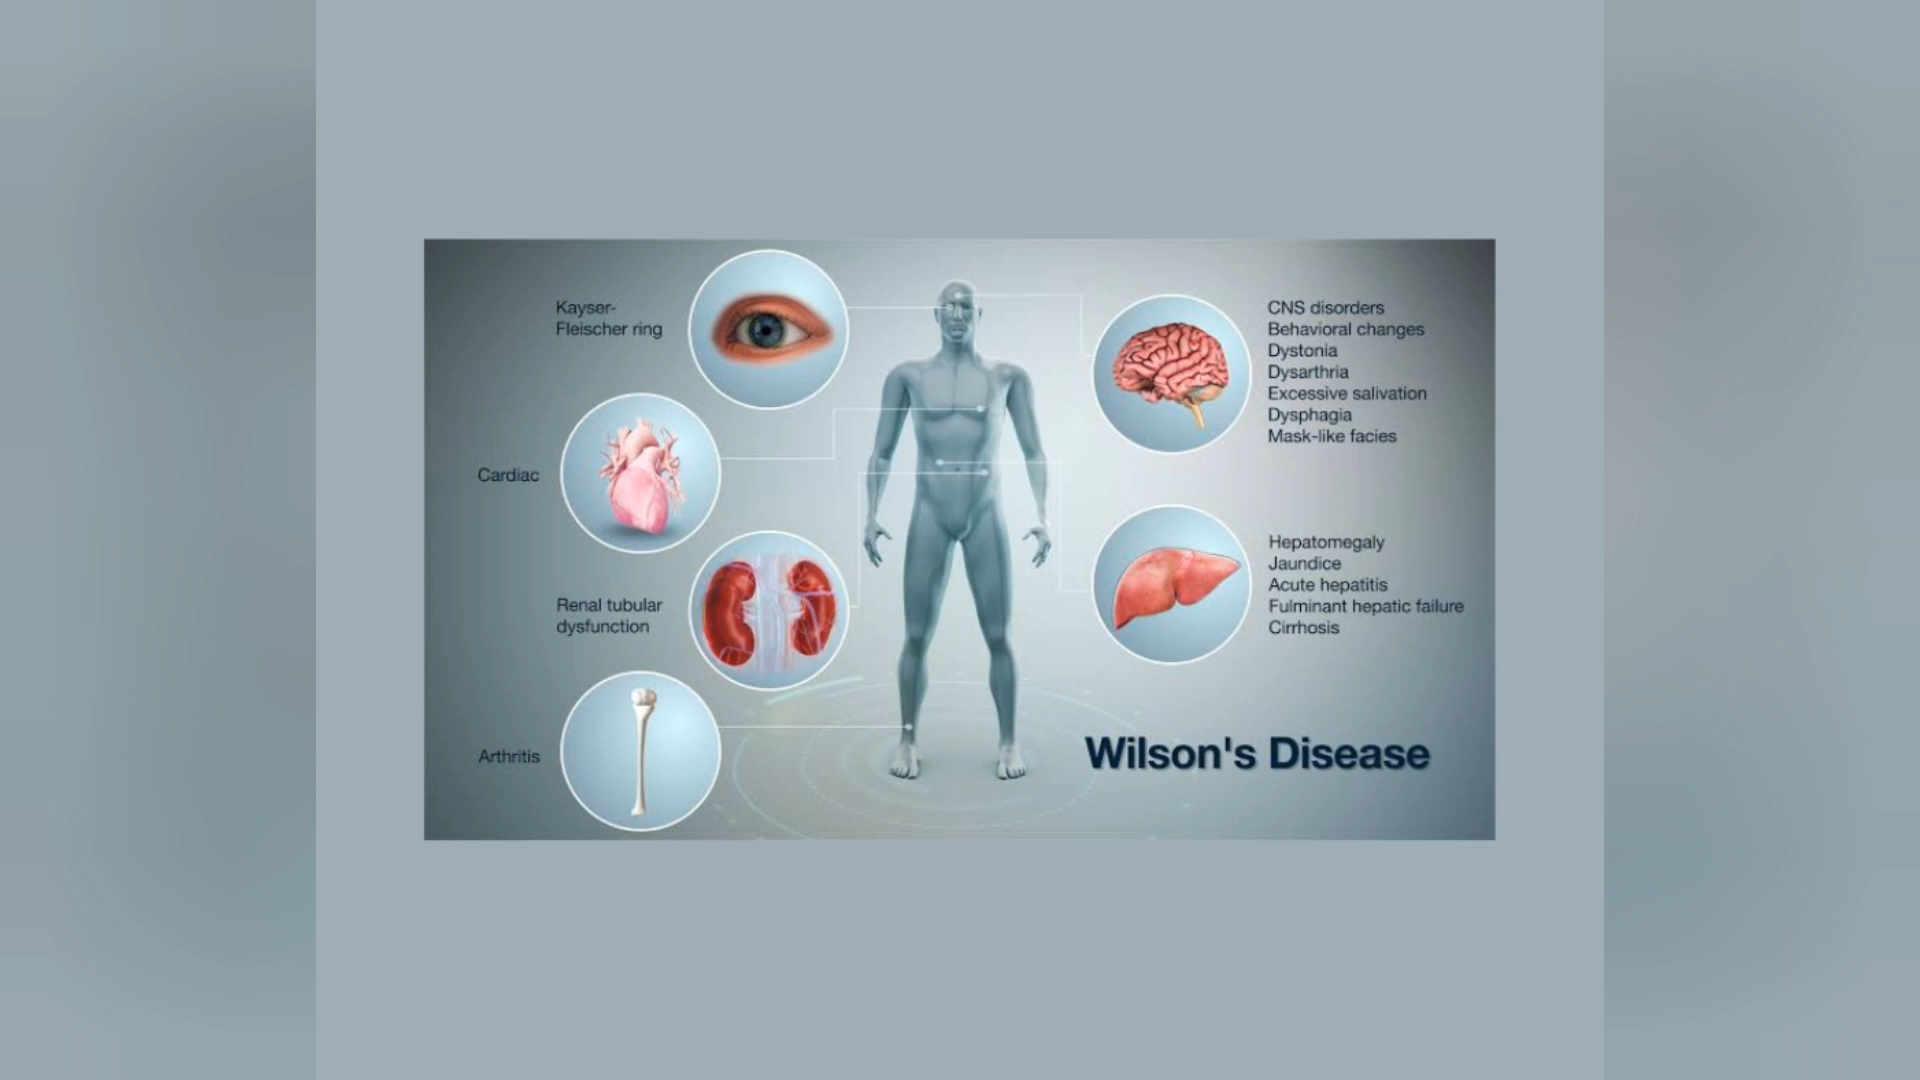 Kayser-
Fleischer ring
Cardiac
Renal tubular
dysfunction
Arthritis
CNS disorders
Behavioral changes
Dystonia
Dysarthria
Excessive salivation
Dysphagia
Mask-like facies
Hepatomegaly
Jaundice
Acute hepatitis
Fulminant hepatic failure
Cirrhosis
Wilson's Disease